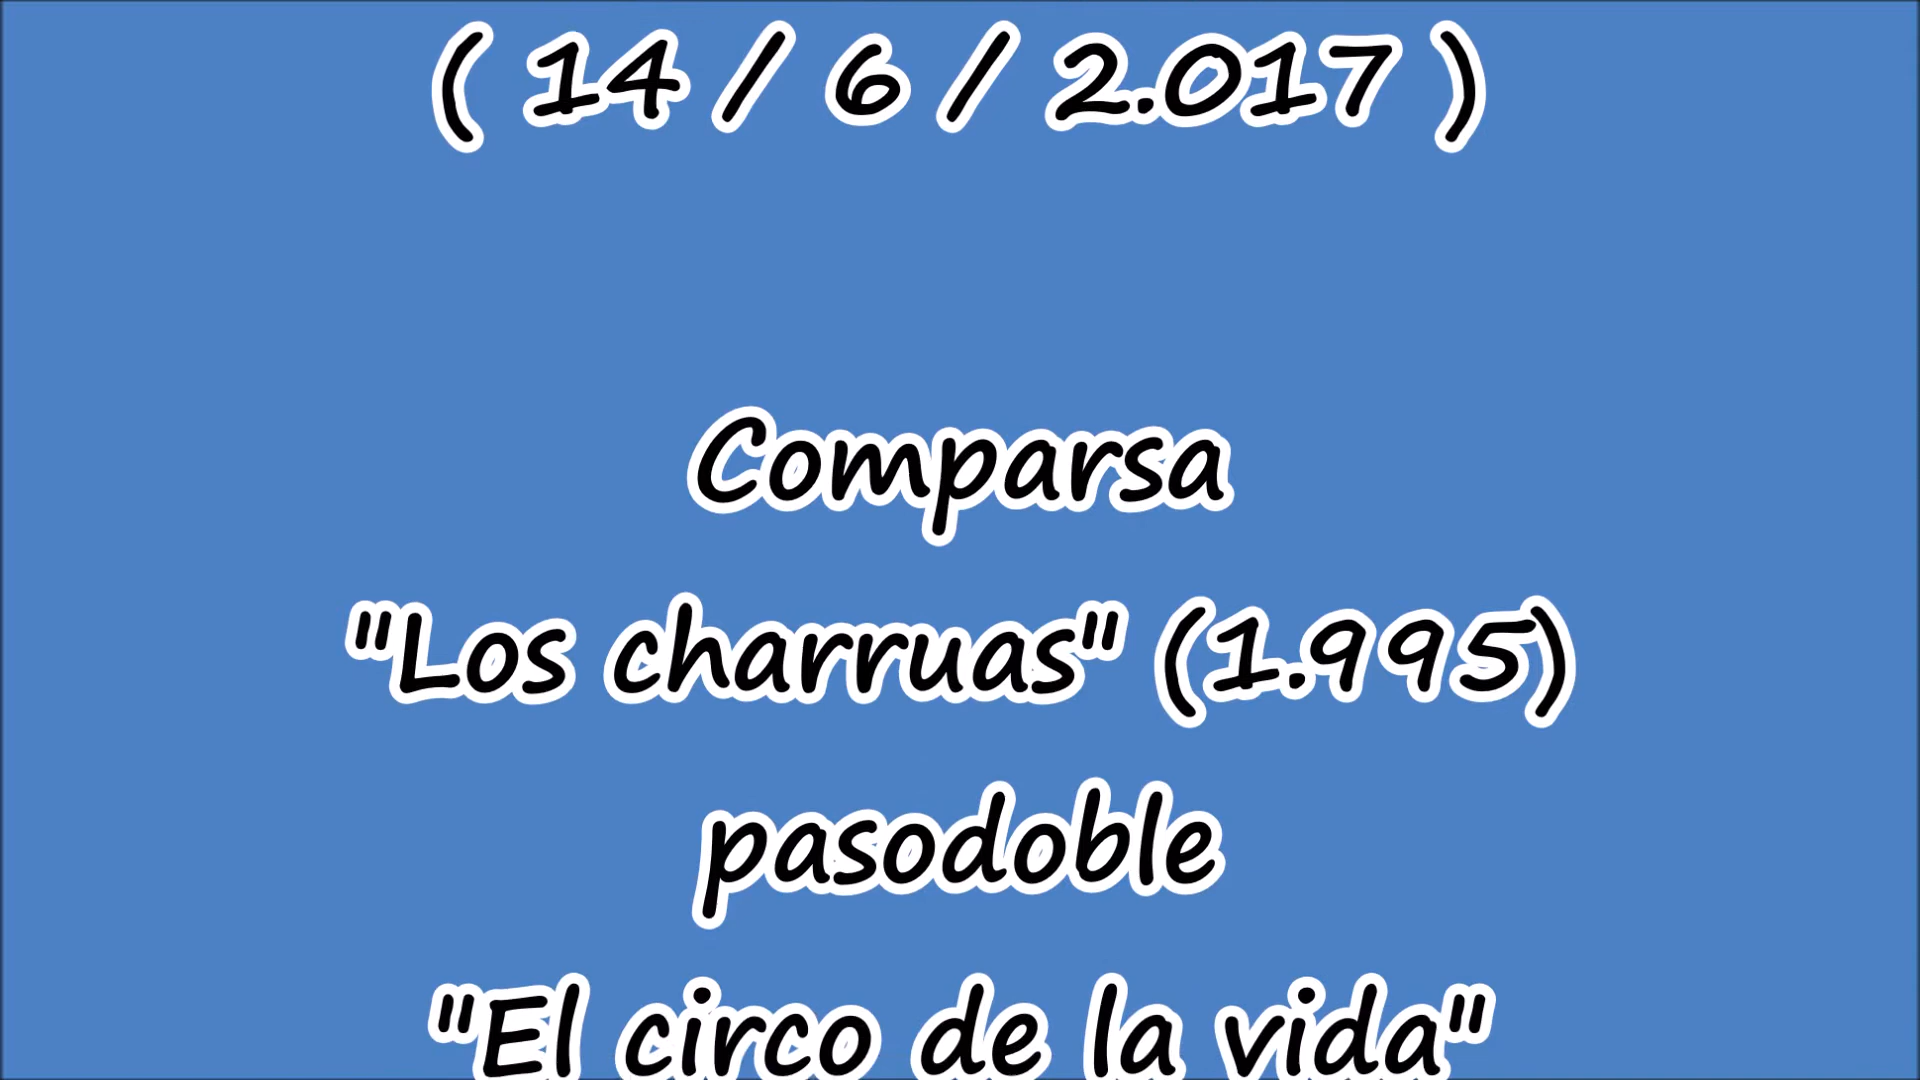 ( 14 / 6 / 2.017 )
Comparsa
"Los charruas" (1.995)
pasodoble
"El circo de la vida"